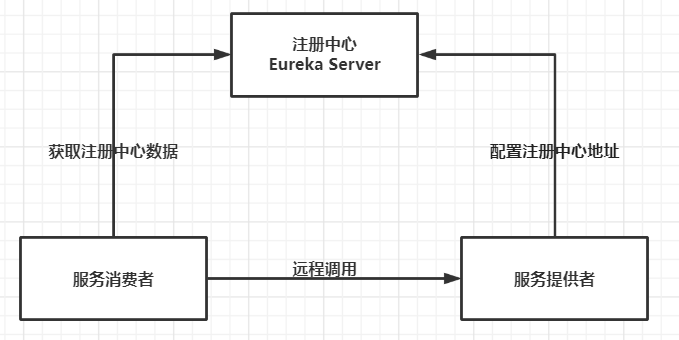 注册中心
Eureka Server
获取注册中心数据
配置注册中心地址
服务消费者
远程调用
服务提供者